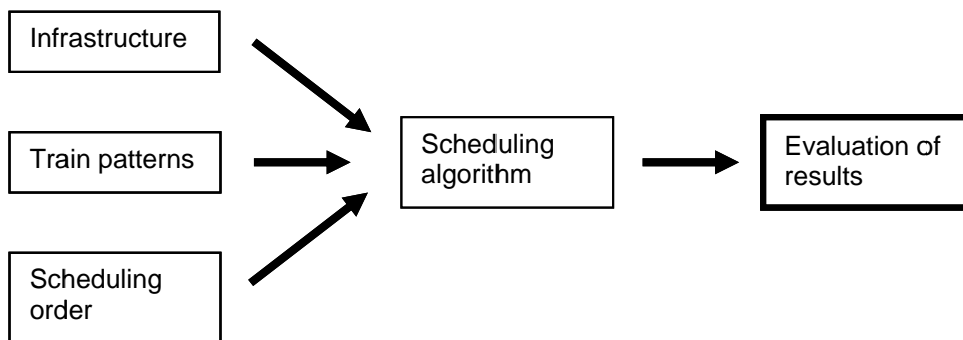 Infrastructure
Train patterns
Scheduling
order
Scheduling
algorithm
Evaluation of
results